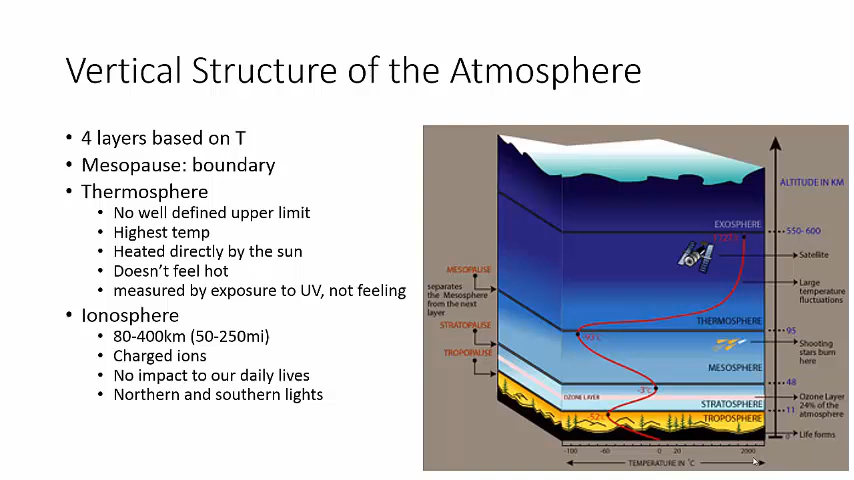 Vertical Structure of the Atmosphere
• 4 layers based on T
• Mesopause: boundary
• Thermosphere
• No well defined upper limit
• Highest temp
• Heated directly by the sun
• Doesn't feel hot
• measured by exposure to UV, not feeling
• Ionosphere
• 80-400km (50-250mi)
• Charged ions
• No impact to our daily lives
• Northern and southern lights
ALTITUDE IN KM
EXOSPHERE
550- 600
Satellite
MESOPAUSE
separates
the Mesosphere
from the next
layer
Large
temperature
fluctuations
THERMOSPHERE
STRATOPAUSE
95
-93°C
Shooting
stars burn
here
TROPOPAUSE
MESOSPHERE
48
-3°C
OZONE LAYER
Ozone Layer
24% of the
atmosphere
STRATOSPHERE
11
-52°C
TROPOSPHERE
0
Life forms
-100 -60 0 20 2000
TEMPERATURE IN °C